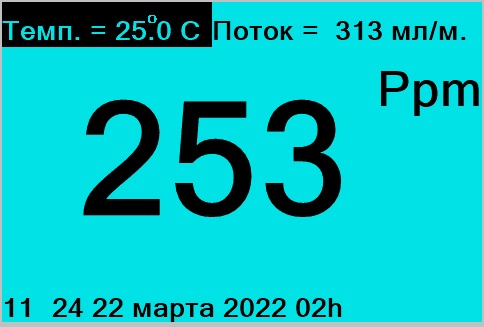 Темп. = 25.0 °C Поток = 313 мл/м.
Ppm
253
11 24 22 марта 2022 02h